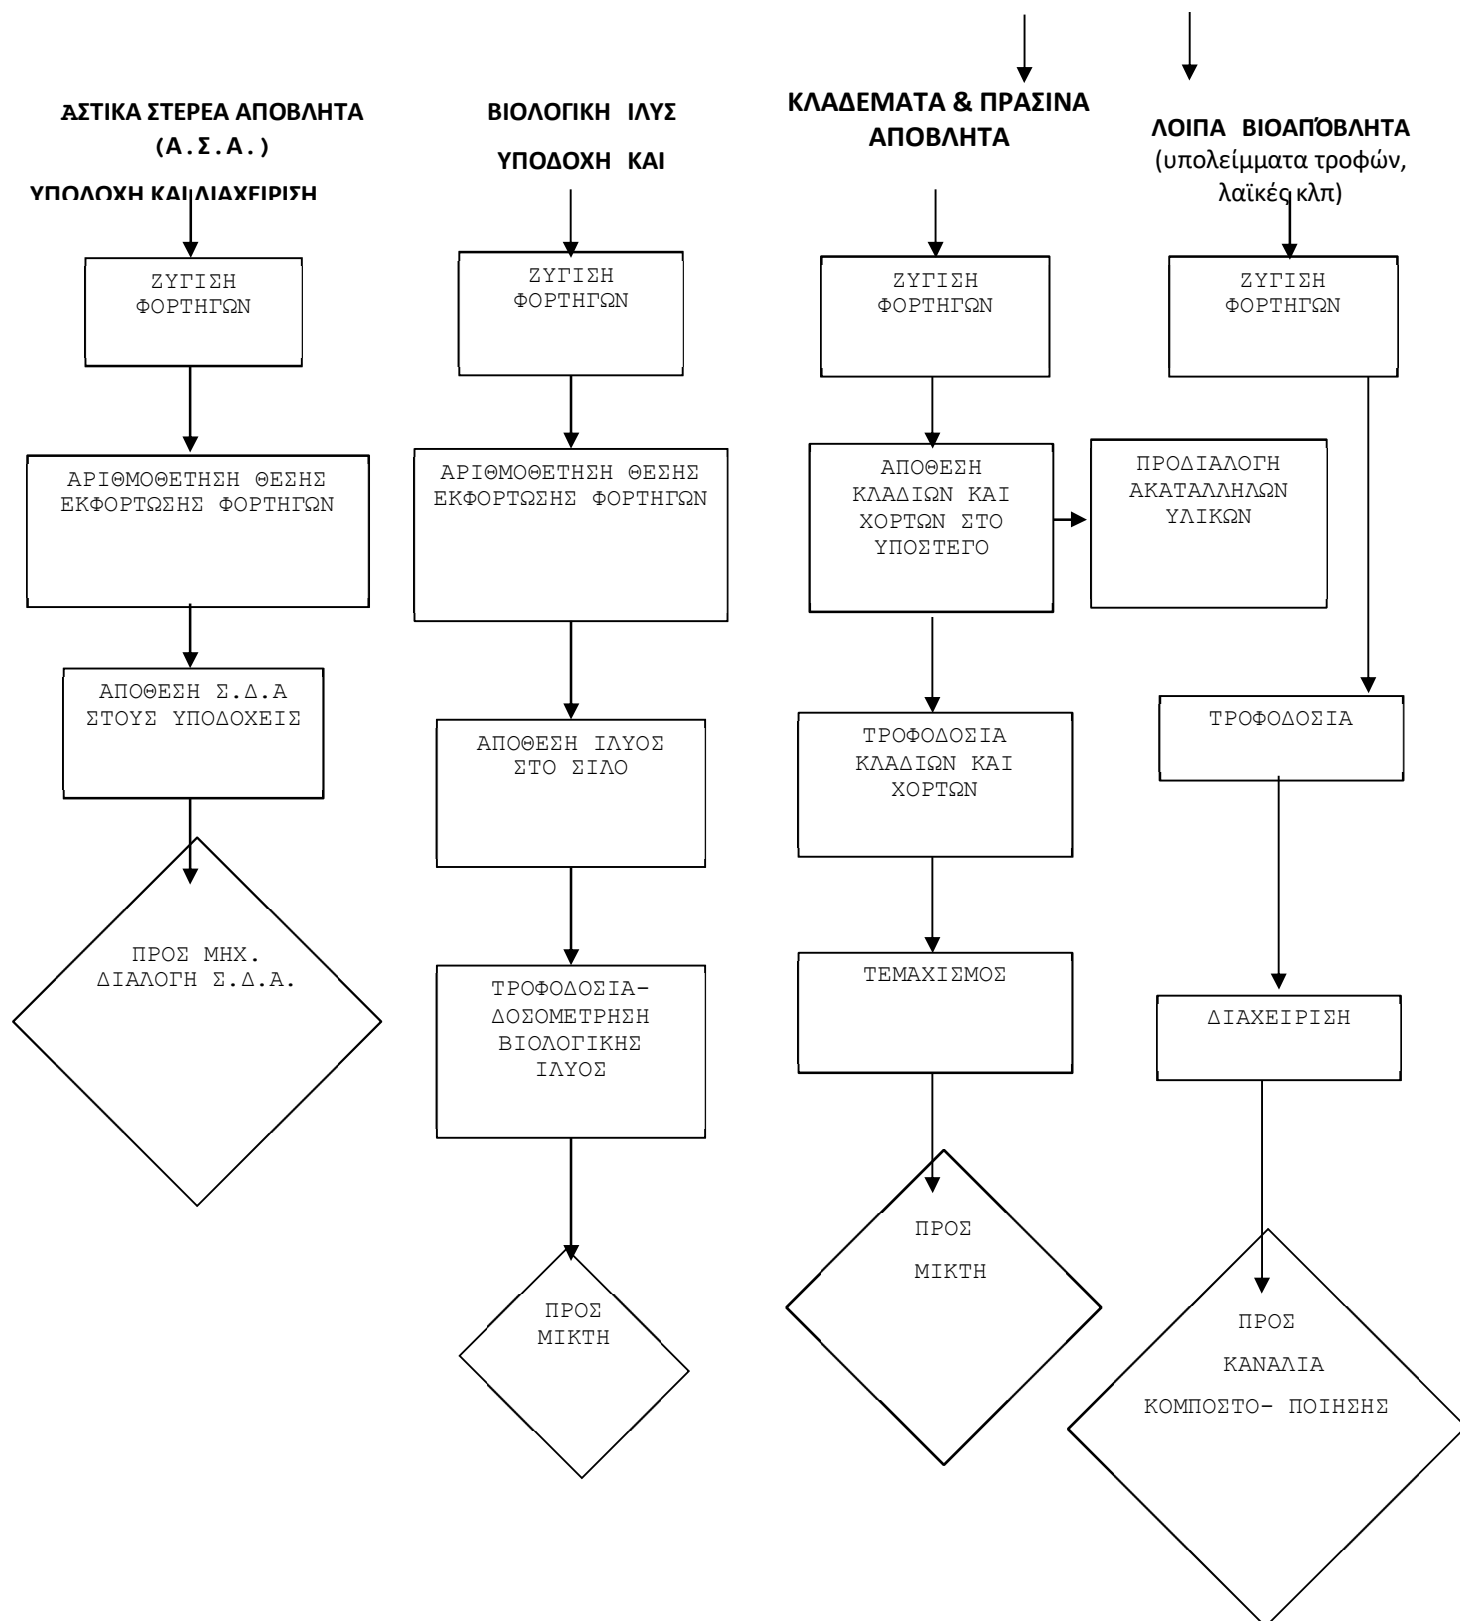 ΑΣΤΙΚΑ ΣΤΕΡΕΑ ΑΠΟΒΛΗΤΑ
(Α.Σ.Α.)
ΥΠΟΔΟΧΗ ΚΑΙ ΔΙΑΧΕΙΡΙΣΗ
ΖΥΓΙΣΗ
ΦΟΡΤΗΓΩΝ
ΑΡΙΘΜΟΘΕΤΗΣΗ ΘΕΣΗΣ
ΕΚΦΟΡΤΩΣΗΣ ΦΟΡΤΗΓΩΝ
ΑΠΟΘΕΣΗ Σ.Δ.Α
ΣΤΟΥΣ ΥΠΟΔΟΧΕΙΣ
ΠΡΟΣ ΜΗΧ.
ΔΙΑΛΟΓΗ Σ.Δ.Α.
ΒΙΟΛΟΓΙΚΗ ΙΛΥΣ
ΥΠΟΔΟΧΗ ΚΑΙ
ΖΥΓΙΣΗ
ΦΟΡΤΗΓΩΝ
ΑΡΙΘΜΟΘΕΤΗΣΗ ΘΕΣΗΣ
ΕΚΦΟΡΤΩΣΗΣ ΦΟΡΤΗΓΩΝ
ΑΠΟΘΕΣΗ ΙΛΥΟΣ
ΣΤΟ ΣΙΛΟ
ΤΡΟΦΟΔΟΣΙΑ-
ΔΟΣΟΜΕΤΡΗΣΗ
ΒΙΟΛΟΓΙΚΗΣ
ΙΛΥΟΣ
ΠΡΟΣ
ΜΙΚΤΗ
ΚΛΑΔΕΜΑΤΑ & ΠΡΑΣΙΝΑ
ΑΠΟΒΛΗΤΑ
ΖΥΓΙΣΗ
ΦΟΡΤΗΓΩΝ
ΑΠΟΘΕΣΗ
ΚΛΑΔΙΩΝ ΚΑΙ
ΧΟΡΤΩΝ ΣΤΟ
ΥΠΟΣΤΕΓΟ
ΠΡΟΔΙΑΛΟΓΗ
ΑΚΑΤΑΛΛΗΛΩΝ
ΥΛΙΚΩΝ
ΤΡΟΦΟΔΟΣΙΑ
ΚΛΑΔΙΩΝ ΚΑΙ
ΧΟΡΤΩΝ
ΤΕΜΑΧΙΣΜΟΣ
ΠΡΟΣ
ΜΙΚΤΗ
ΛΟΙΠΑ ΒΙΟΑΠΌΒΛΗΤΑ
(υπολείμματα τροφών,
λαϊκές κλπ)
ΖΥΓΙΣΗ
ΦΟΡΤΗΓΩΝ
ΤΡΟΦΟΔΟΣΙΑ
ΔΙΑΧΕΙΡΙΣΗ
ΠΡΟΣ
ΚΑΝΑΛΙΑ
ΚΟΜΠΟΣΤΟ- ΠΟΙΗΣΗΣ